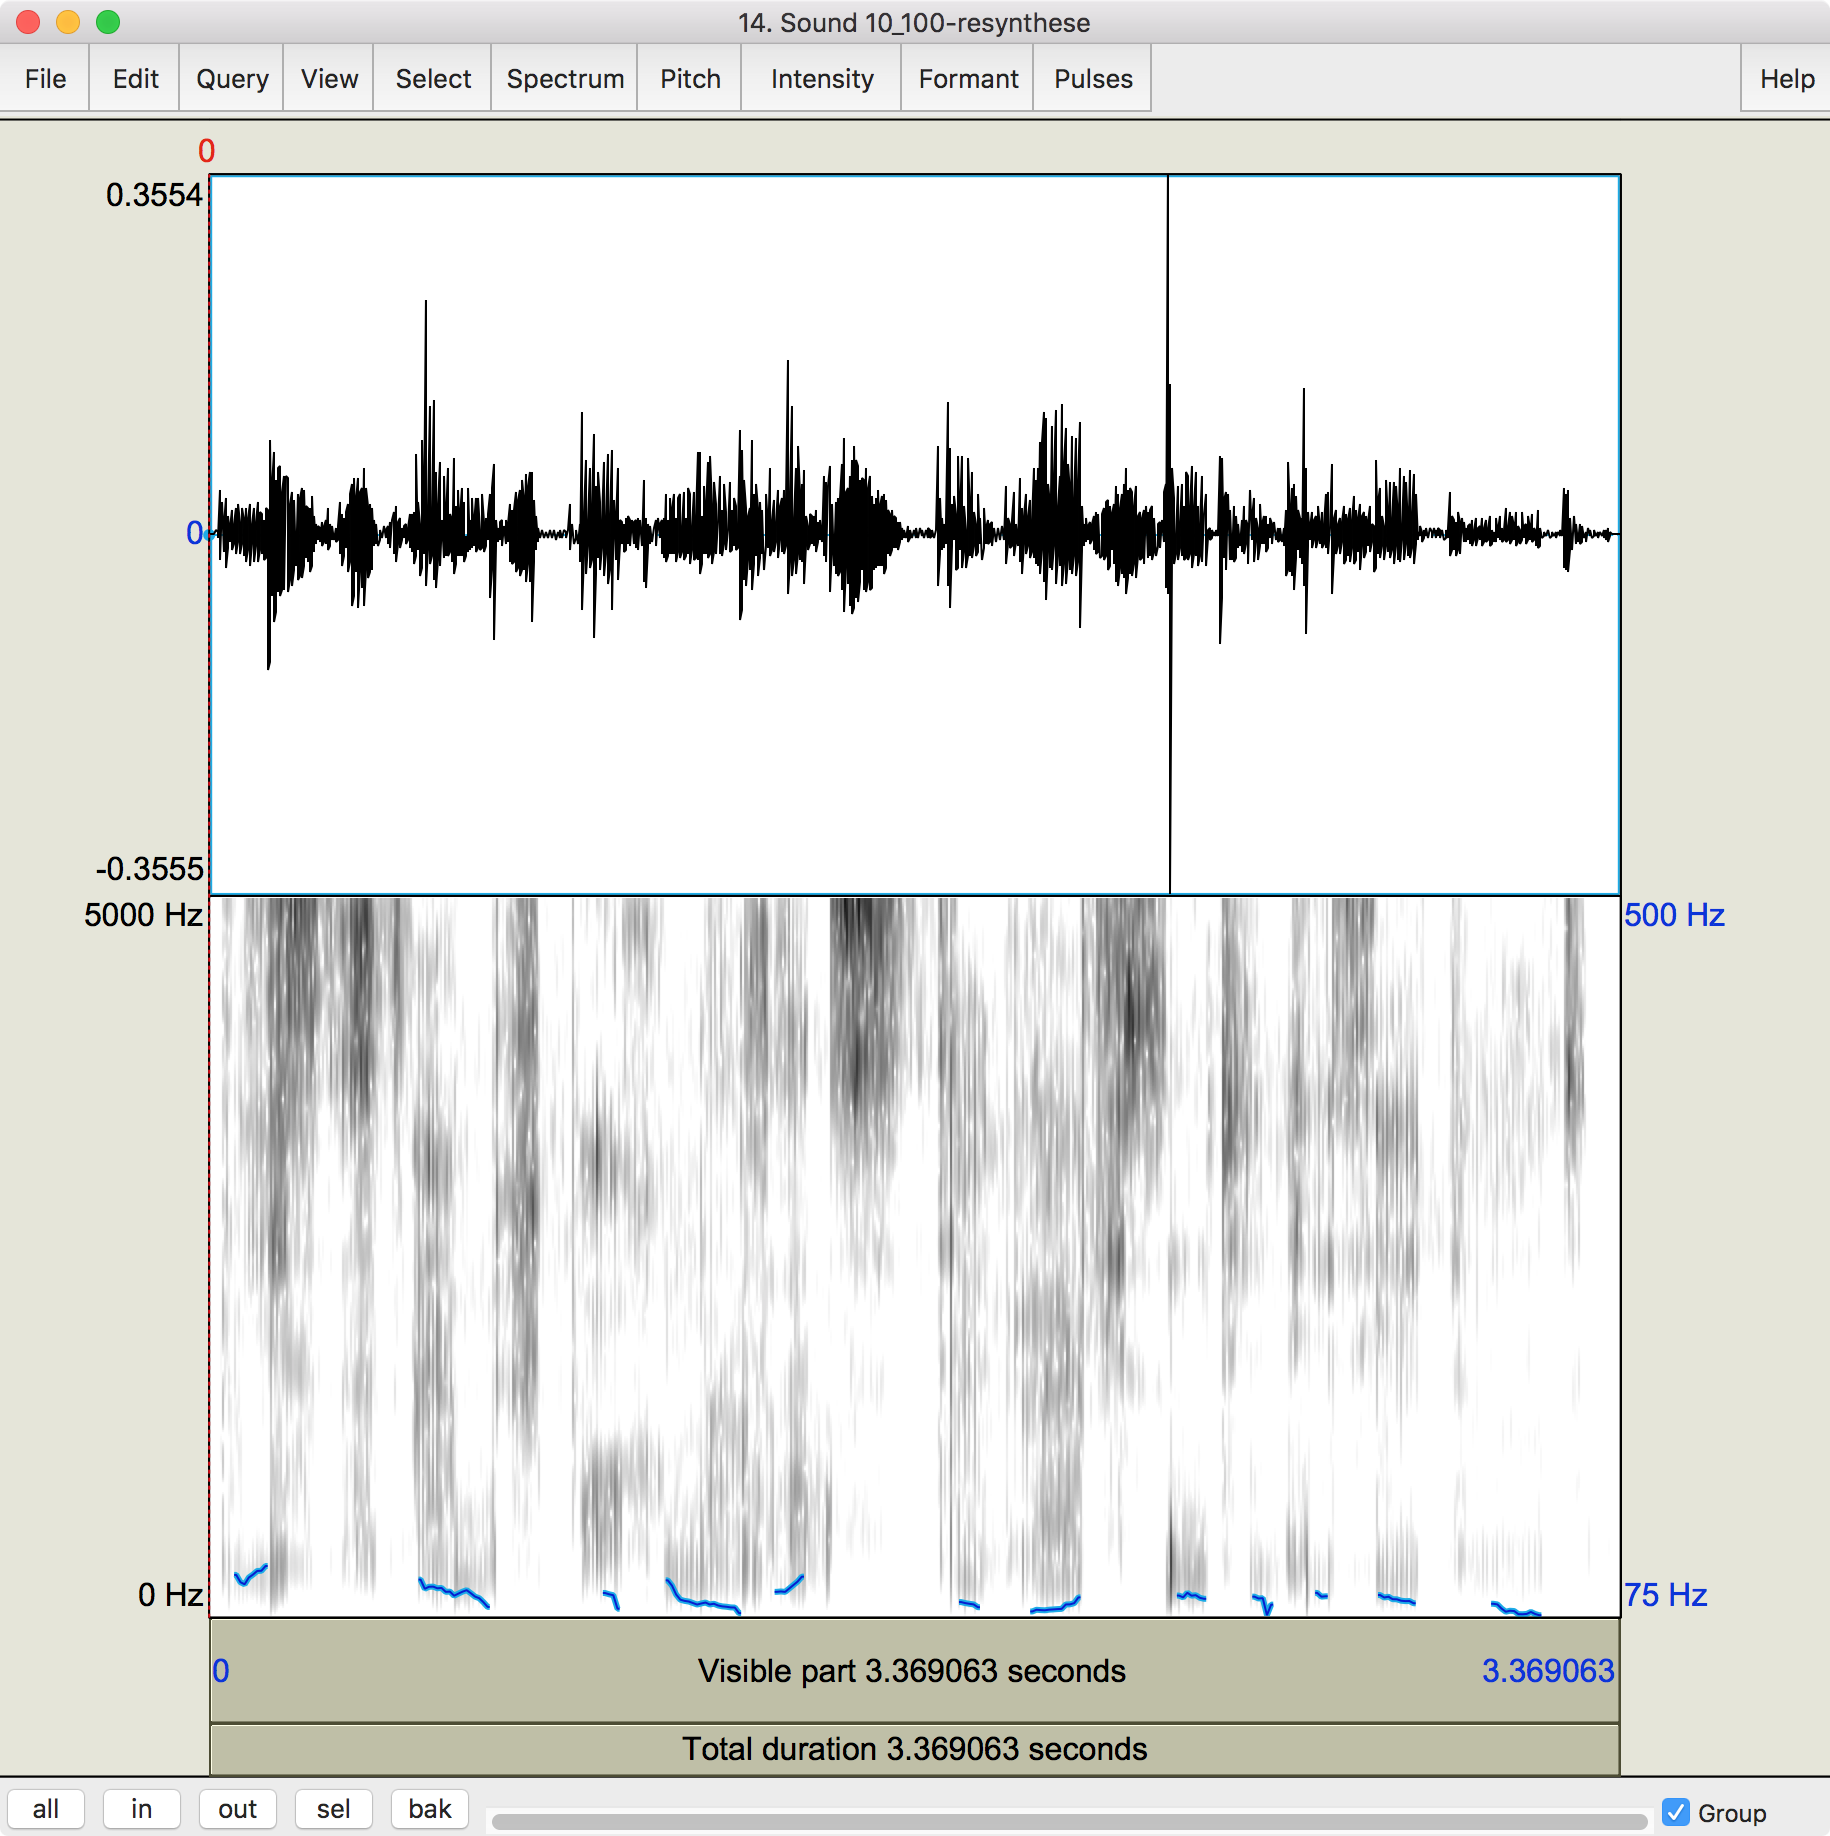 14. Sound 10_100-resynthese
File Edit Query View Select Spectrum Pitch Intensity Formant Pulses Help
0
0.3554
0
-0.3555
5000 Hz 500 Hz
0 Hz 75 Hz
0 Visible part 3.369063 seconds 3.369063
Total duration 3.369063 seconds
all in out sel bak Group